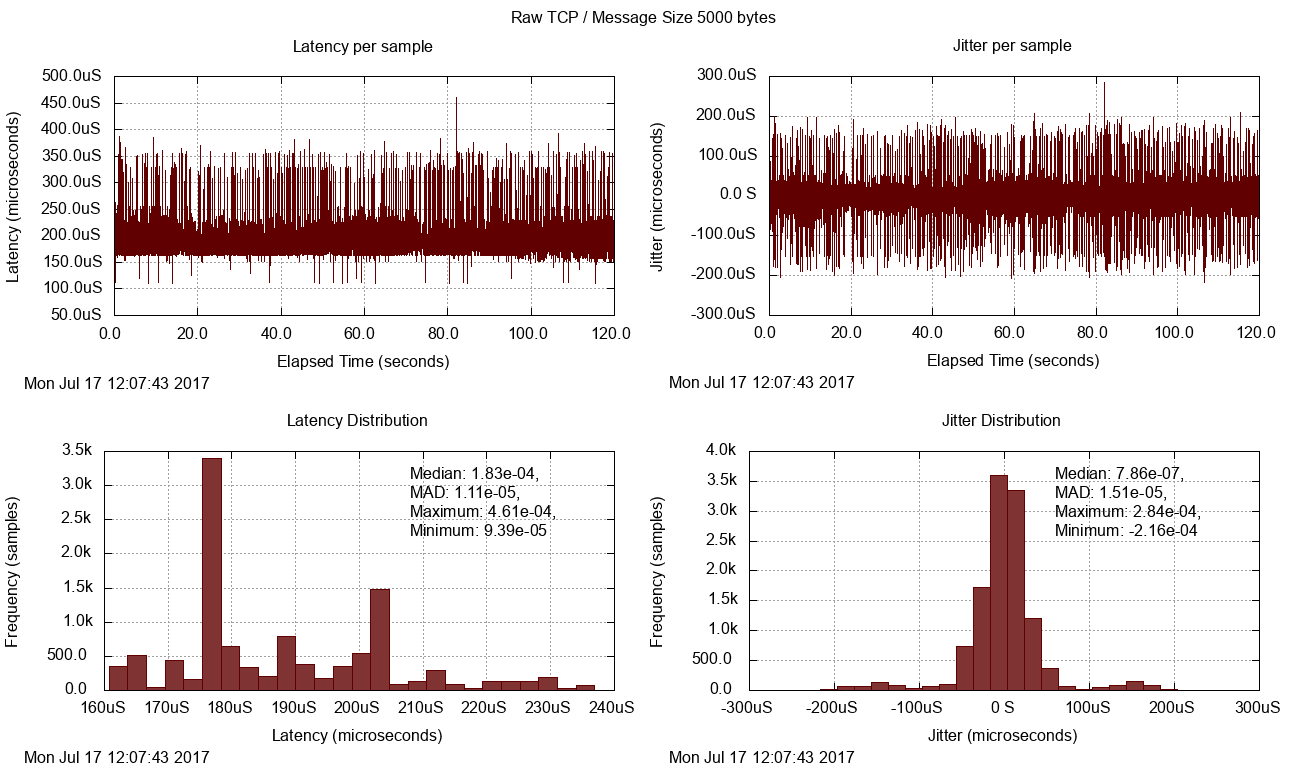 Raw TCP / Message Size 5000 bytes
Latency per sample
500.0uS
450.0uS
400.0uS
350.0uS
300.0uS
250.0uS
200.0uS
150.0uS
100.0uS
50.0uS
Latency (microseconds)
0.0 20.0 40.0 60.0 80.0 100.0 120.0
Elapsed Time (seconds)
Mon Jul 17 12:07:43 2017
Jitter per sample
300.0uS
200.0uS
100.0uS
0.0 S
-100.0uS
-200.0uS
-300.0uS
Jitter (microseconds)
0.0 20.0 40.0 60.0 80.0 100.0 120.0
Elapsed Time (seconds)
Mon Jul 17 12:07:43 2017
Latency Distribution
3.5k
3.0k
2.5k
2.0k
1.5k
1.0k
500.0
0.0
Frequency (samples)
Median: 1.83e-04,
MAD: 1.11e-05,
Maximum: 4.61e-04,
Minimum: 9.39e-05
160uS 170uS 180uS 190uS 200uS 210uS 220uS 230uS 240uS
Latency (microseconds)
Mon Jul 17 12:07:43 2017
Jitter Distribution
4.0k
3.5k
3.0k
2.5k
2.0k
1.5k
1.0k
500.0
0.0
Frequency (samples)
Median: 7.86e-07,
MAD: 1.51e-05,
Maximum: 2.84e-04,
Minimum: -2.16e-04
-300uS -200uS -100uS 0 S 100uS 200uS 300uS
Jitter (microseconds)
Mon Jul 17 12:07:43 2017